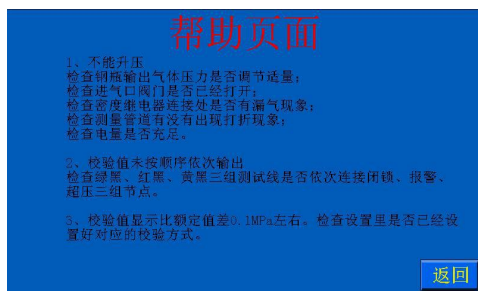 帮助页面
1、不能升压
检查钢瓶输出气体压力是否调节适量；
检查进气口阀门是否已经打开；
检查密度继电器连接处是否有漏气现象；
检查测量管道有没有出现打折现象；
检查电量是否充足。
2、校验值未按顺序依次输出
检查绿黑、红黑、黄黑三组测试线是否依次连接闭锁、报警、
超压三组节点。
3、校验值显示比额定值差0.1MPa左右。检查设置里是否已经设
置好对应的校验方式。
返回